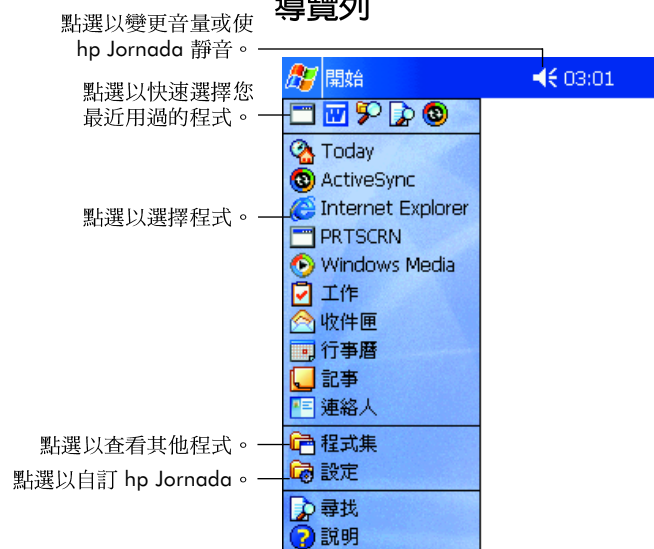 導覽列
點選以變更音量或使
hp Jornada 靜音。
開始
03:01
點選以快速選擇您
最近用過的程式。
Today
ActiveSync
點選以選擇程式。
Internet Explorer
PRTSCRN
Windows Media
工作
收件匣
行事曆
記事
連絡人
點選以查看其他程式。
程式集
點選以自訂 hp Jornada。
設定
尋找
說明